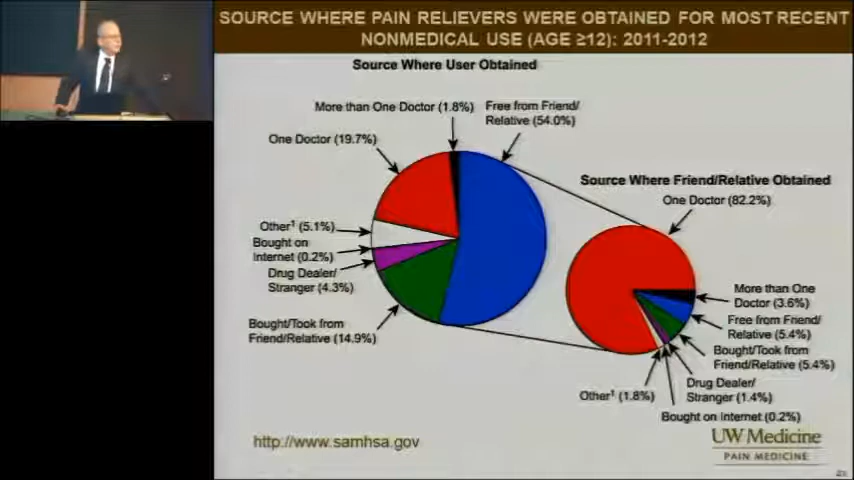 SOURCE WHERE PAIN RELIEVERS WERE OBTAINED FOR MOST RECENT
NONMEDICAL USE (AGE ≥12): 2011-2012
Source Where User Obtained
More than One Doctor (1.8%)
Free from Friend/
Relative (54.0%)
One Doctor (19.7%)
Source Where Friend/Relative Obtained
One Doctor (82.2%)
Other¹ (5.1%)
Bought on
Internet (0.2%)
Drug Dealer/
Stranger (4.3%)
Bought/Took from
Friend/Relative (14.9%)
More than One
Doctor (3.6%)
Free from Friend/
Relative (5.4%)
Bought/Took from
Friend/Relative (5.4%)
Drug Dealer/
Stranger (1.4%)
Other¹ (1.8%)
Bought on Internet (0.2%)
http://www.samhsa.gov
UW Medicine
PAIN MEDICINE